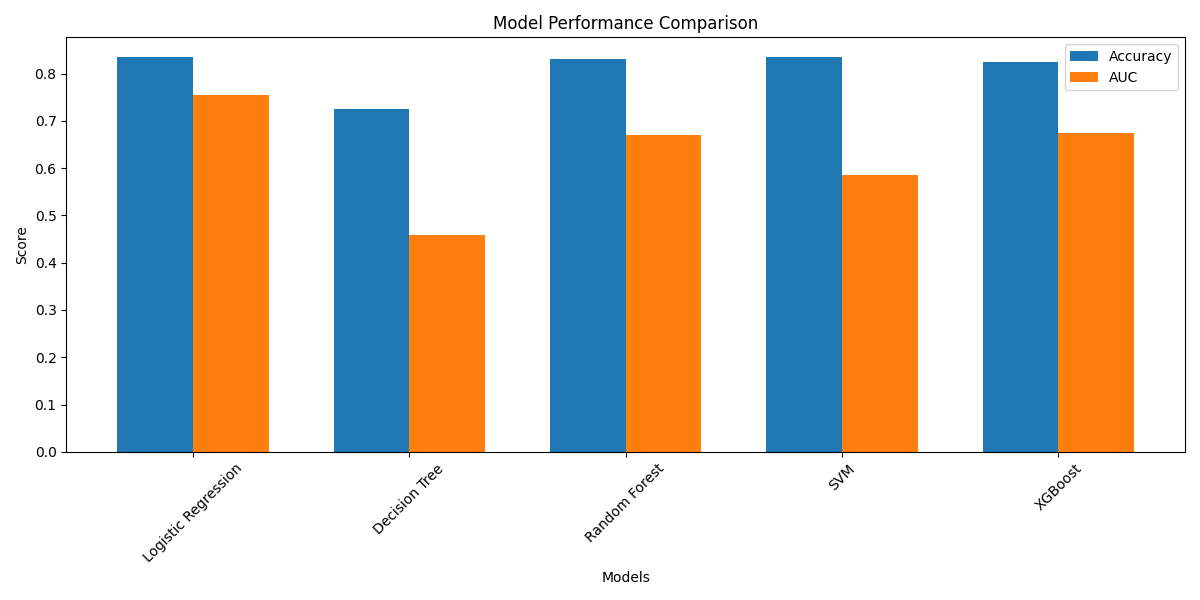 Model Performance Comparison
Accuracy
AUC
Score
0.8
0.7
0.6
0.5
0.4
0.3
0.2
0.1
0.0
Logistic Regression
Decision Tree
Random Forest
SVM
XGBoost
Models